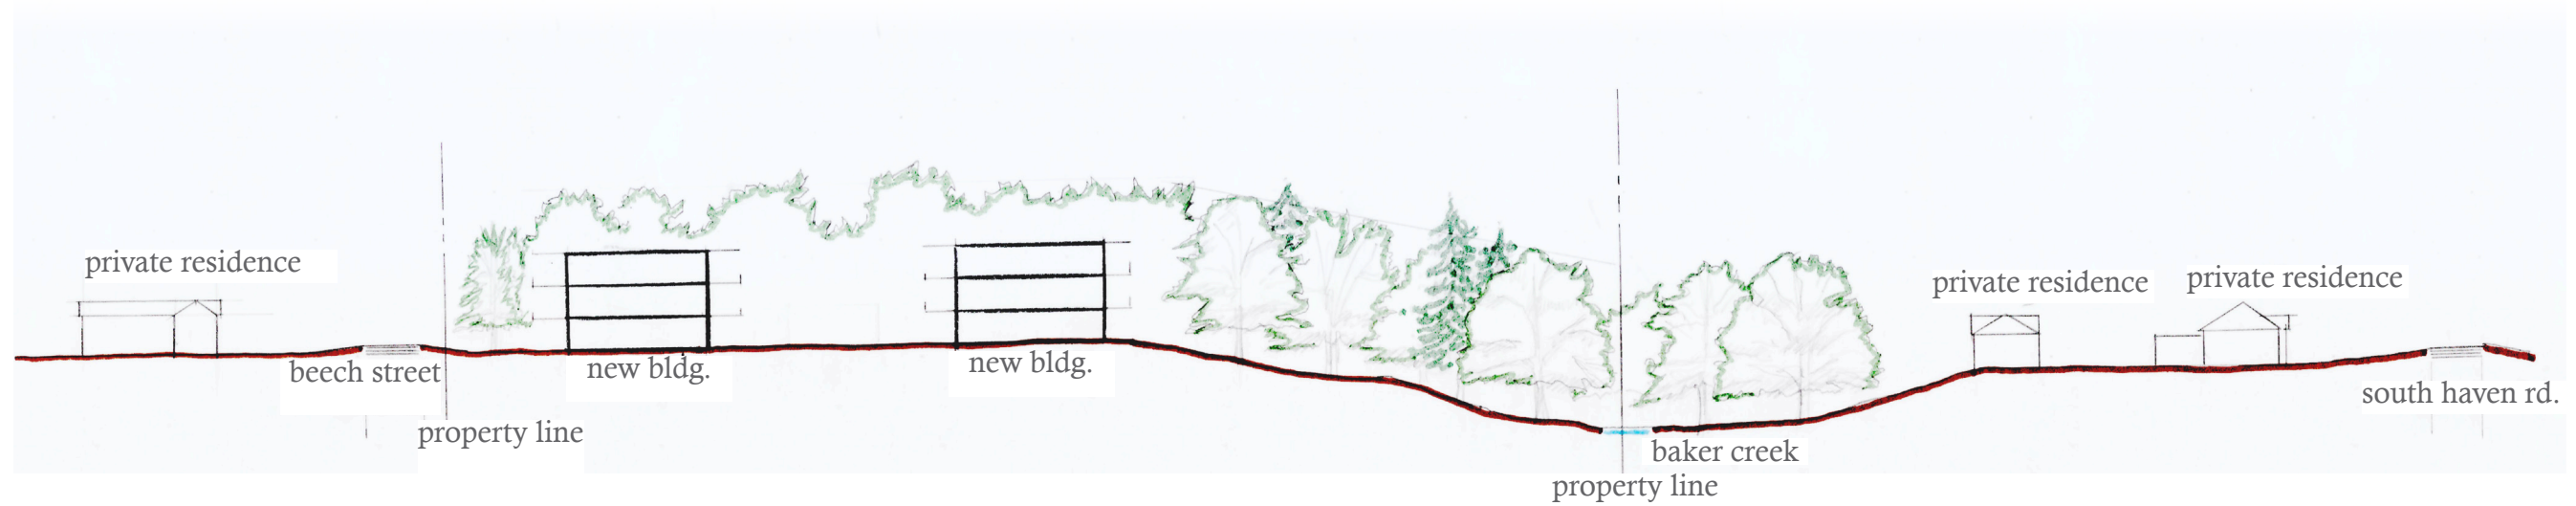 private residence
beech street
property line
new bldg.
new bldg.
baker creek
property line
private residence
private residence
south haven rd.